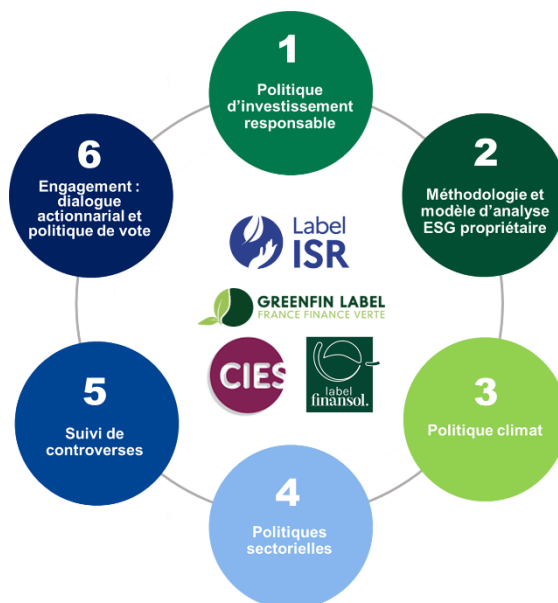 1
Politique
d’investissement
responsable
2
Méthodologie et
modèle d’analyse
ESG propriétaire
3
Politique climat
4
Politiques
sectorielles
5
Suivi de
controverses
6
Engagement :
dialogue
actionnarial et
politique de vote
Label
ISR
GREENFIN LABEL
FRANCE FINANCE VERTE
CIES
label
finansol.